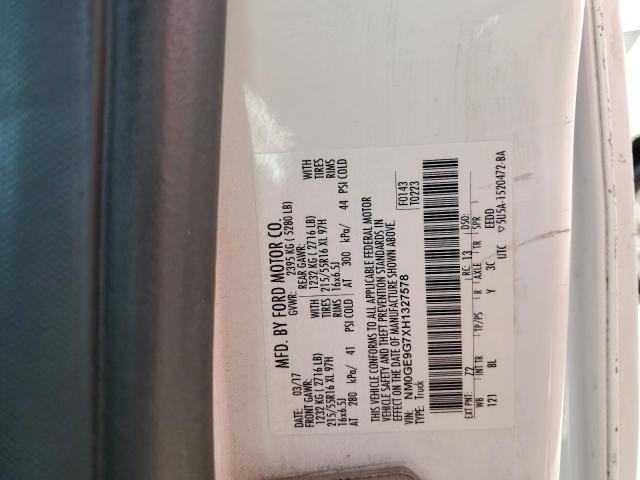 MFD. BY FORD MOTOR CO.
DATE: 03/17 GVWR: 2395 KG ( 5280 LB)
FRONT GAWR: REAR GAWR:
1232 KG ( 2716 LB) WITH 1232 KG ( 2716 LB) WITH
215/55R16 XL 97H TIRES 215/55R16 XL 97H TIRES
16x6.5J RIMS 16x6.5J RIMS
AT 280 kPa/ 41 PSI COLD AT 300 kPa/ 44 PSI COLD
THIS VEHICLE CONFORMS TO ALL APPLICABLE FEDERAL MOTOR
VEHICLE SAFETY AND THEFT PREVENTION STANDARDS IN
EFFECT ON THE DATE OF MANUFACTURE SHOWN ABOVE.
F0143
T0223
VIN: NM0GE9G7XH1327578
TYPE: Truck
EXT PNT: Z2 RC: 13 DSO:
WB INT TR TP/PS R AXLE TR SPR
121 8L Y 3C EEDD
UTC ▽5U5A-1520472-BA